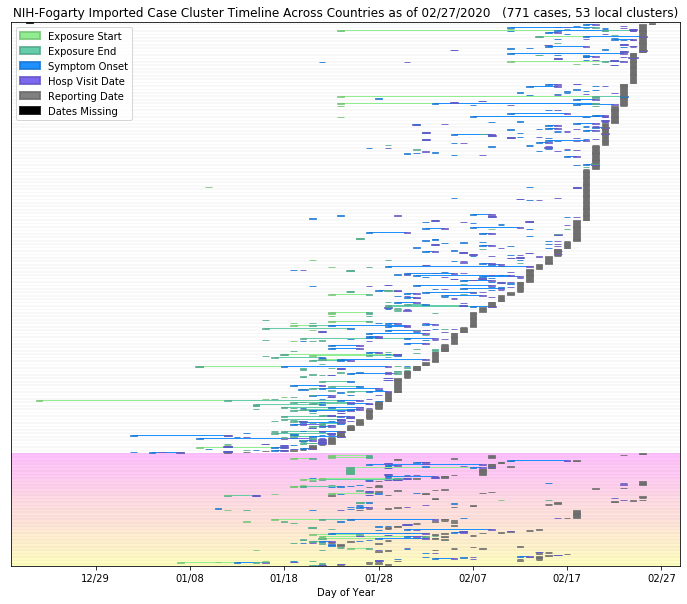 NIH-Fogarty Imported Case Cluster Timeline Across Countries as of 02/27/2020 (771 cases, 53 local clusters)
Exposure Start
Exposure End
Symptom Onset
Hosp Visit Date
Reporting Date
Dates Missing
12/29 01/08 01/18 01/28 02/07 02/17 02/27
Day of Year